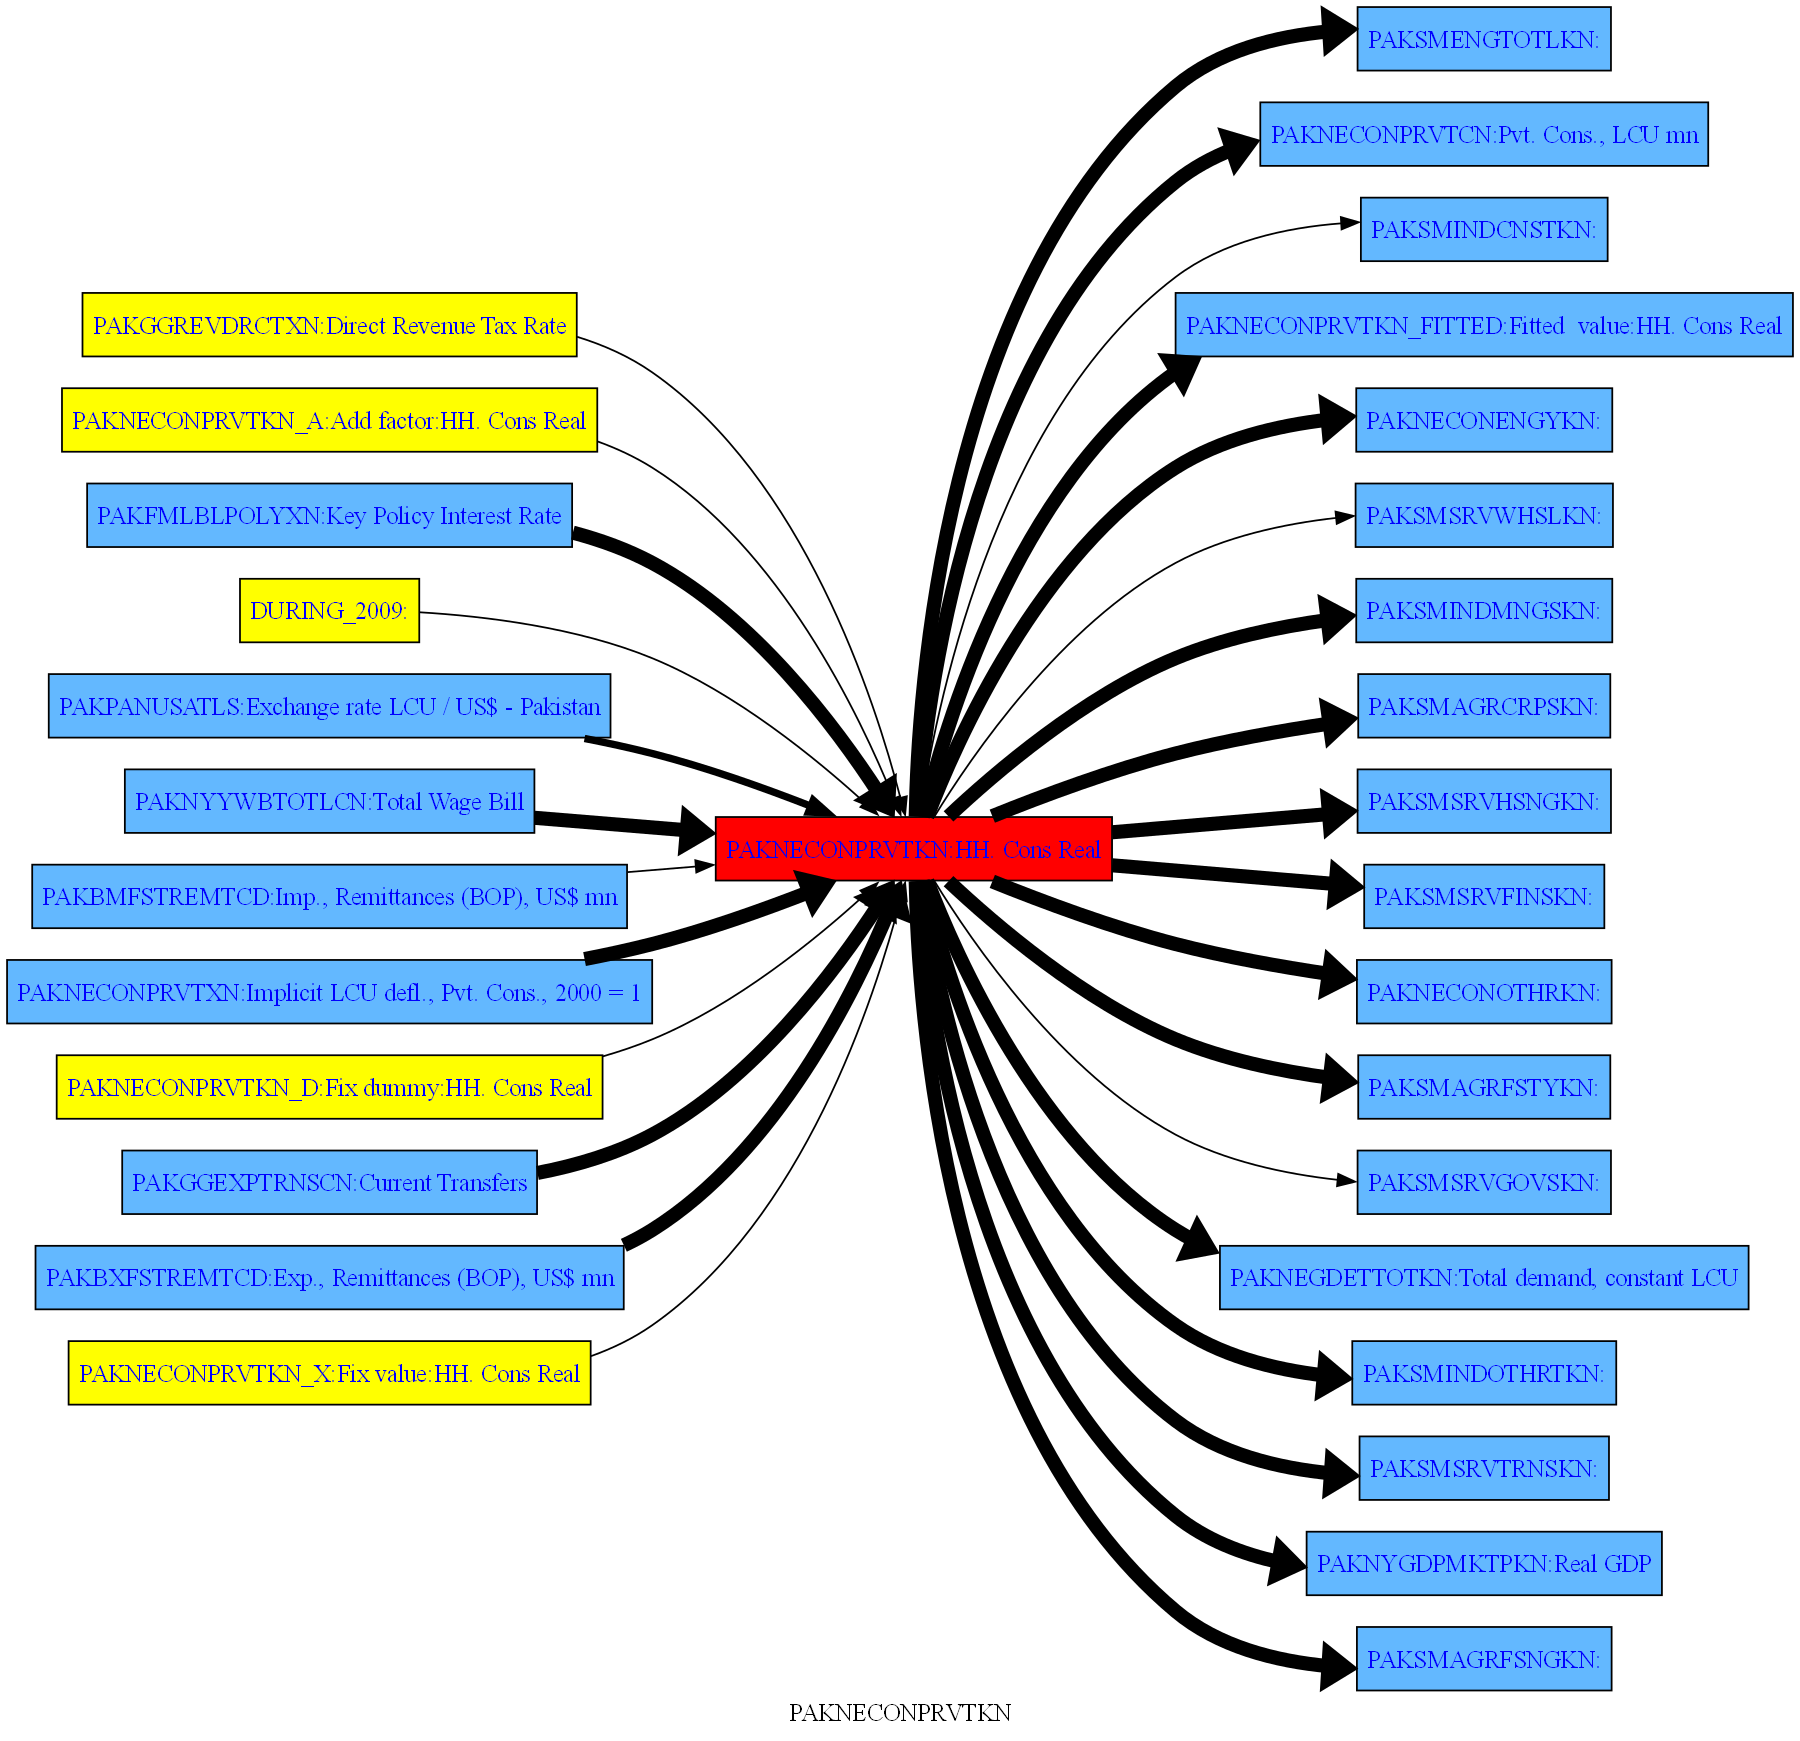 PAKSMENGTOTLKN:
PAKNECONPRVTCN:Pvt. Cons., LCU mn
PAKSMINDCNSTKN:
PAKGGREVDRCTXN:Direct Revenue Tax Rate
PAKNECONPRVTKN_FITTED:Fitted  value:HH. Cons Real
PAKNECONPRVTKN_A:Add factor:HH. Cons Real
PAKNECONENGYKN:
PAKFMLBLPOLYXN:Key Policy Interest Rate
PAKSMSRVWHSLKN:
DURING_2009:
PAKSMINDMNGSKN:
PAKPANUSATLS:Exchange rate LCU / US$ - Pakistan
PAKSMAGRCRPSKN:
PAKNYYWBTOTLCN:Total Wage Bill
PAKSMSRVHSNGKN:
PAKNECONPRVTKN:HH. Cons Real
PAKBMFSTREMTCD:Imp., Remittances (BOP), US$ mn
PAKSMSRVFINSKN:
PAKNECONPRVTXN:Implicit LCU defl., Pvt. Cons., 2000 = 1
PAKNECONOTHRKN:
PAKNECONPRVTKN_D:Fix dummy:HH. Cons Real
PAKSMAGRFSTYKN:
PAKGGEXPTRNSCN:Current Transfers
PAKSMSRVGOVSKN:
PAKBXFSTREMTCD:Exp., Remittances (BOP), US$ mn
PAKNEGDETTOTKN:Total demand, constant LCU
PAKNECONPRVTKN_X:Fix value:HH. Cons Real
PAKSMINDOTHRTKN:
PAKSMSRVTRNSKN:
PAKNYGDPMKTPKN:Real GDP
PAKSMAGRFSNGKN:
PAKNECONPRVTKN